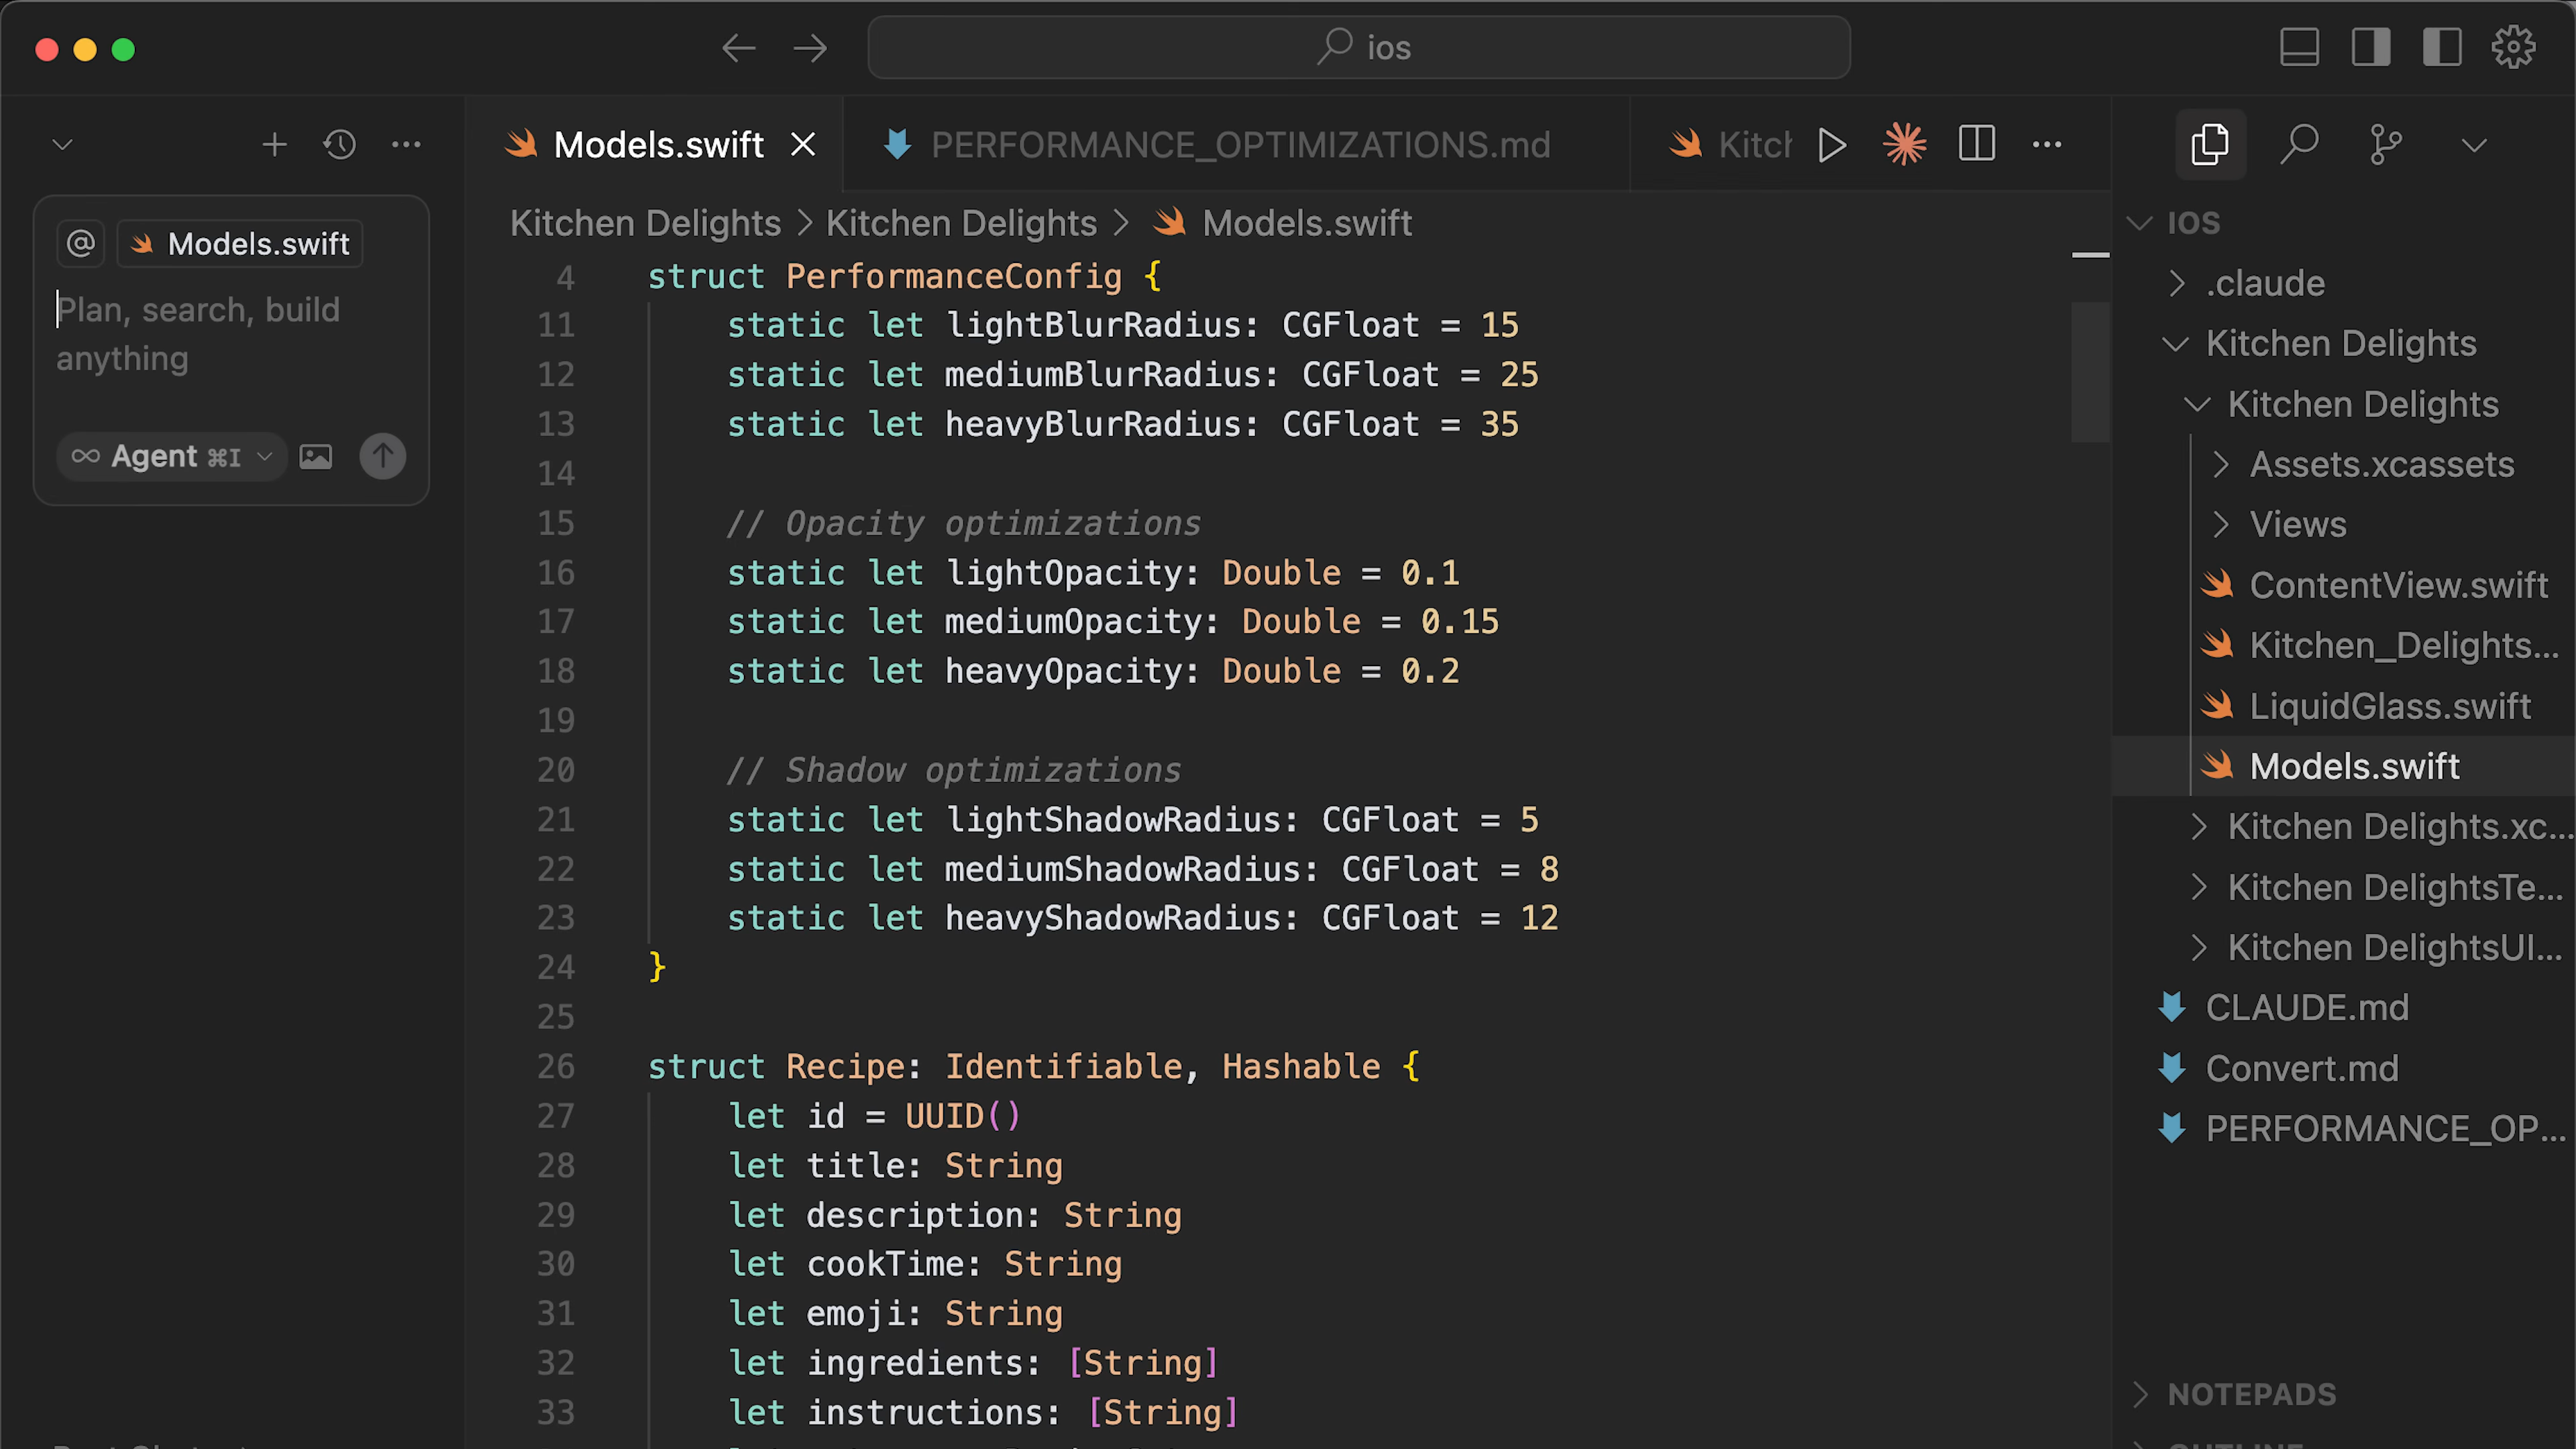 ios
Models.swift
Plan, search, build
anything
Agent ⌘I
Models.swift
PERFORMANCE_OPTIMIZATIONS.md
Kitch
Kitchen Delights > Kitchen Delights > Models.swift
4 struct PerformanceConfig {
11 static let lightBlurRadius: CGFloat = 15
12 static let mediumBlurRadius: CGFloat = 25
13 static let heavyBlurRadius: CGFloat = 35
14
15 // Opacity optimizations
16 static let lightOpacity: Double = 0.1
17 static let mediumOpacity: Double = 0.15
18 static let heavyOpacity: Double = 0.2
19
20 // Shadow optimizations
21 static let lightShadowRadius: CGFloat = 5
22 static let mediumShadowRadius: CGFloat = 8
23 static let heavyShadowRadius: CGFloat = 12
24 }
25
26 struct Recipe: Identifiable, Hashable {
27 let id = UUID()
28 let title: String
29 let description: String
30 let cookTime: String
31 let emoji: String
32 let ingredients: [String]
33 let instructions: [String]
IOS
.claude
Kitchen Delights
Kitchen Delights
Assets.xcassets
Views
ContentView.swift
Kitchen_Delights...
LiquidGlass.swift
Models.swift
Kitchen Delights.xc...
Kitchen DelightsTe...
Kitchen DelightsUI...
CLAUDE.md
Convert.md
PERFORMANCE_OP...
NOTEPADS